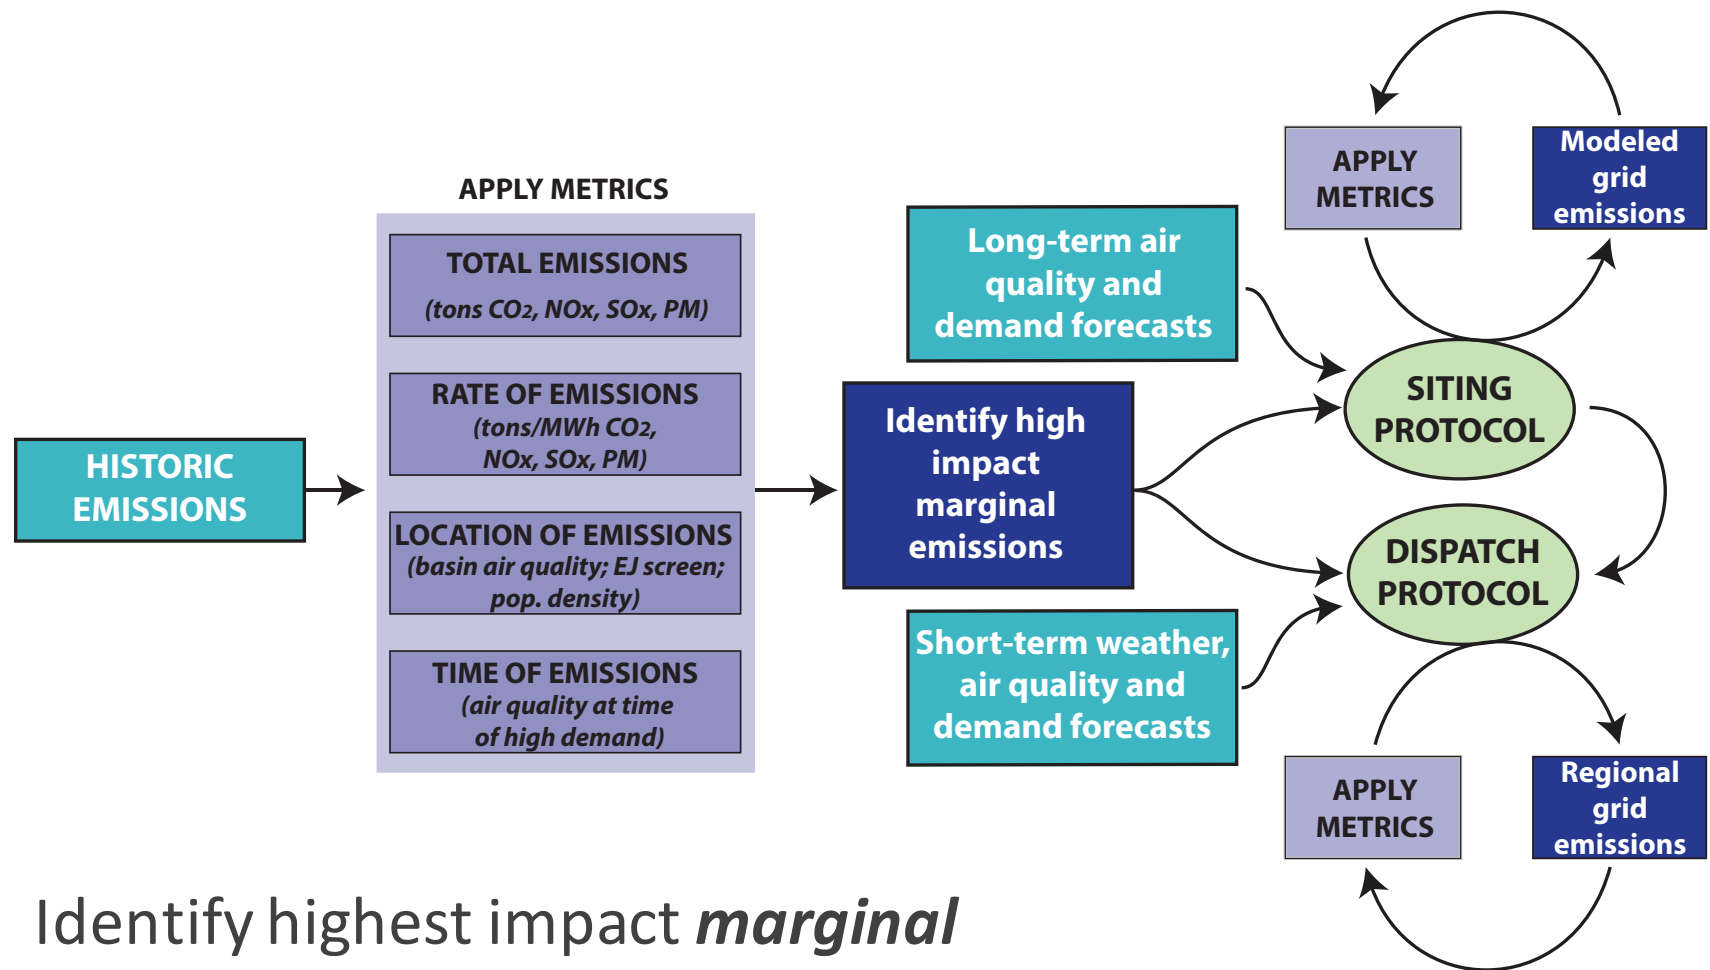 HISTORIC
EMISSIONS
APPLY METRICS
TOTAL EMISSIONS
(tons CO2, NOx, SOx, PM)
RATE OF EMISSIONS
(tons/MWh CO2,
NOx, SOx, PM)
LOCATION OF EMISSIONS
(basin air quality; EJ screen;
pop. density)
TIME OF EMISSIONS
(air quality at time
of high demand)
Long-term air
quality and
demand forecasts
Identify high
impact
marginal
emissions
Short-term weather,
air quality and
demand forecasts
APPLY
METRICS
Modeled
grid
emissions
SITING
PROTOCOL
DISPATCH
PROTOCOL
APPLY
METRICS
Regional
grid
emissions
Identify highest impact marginal